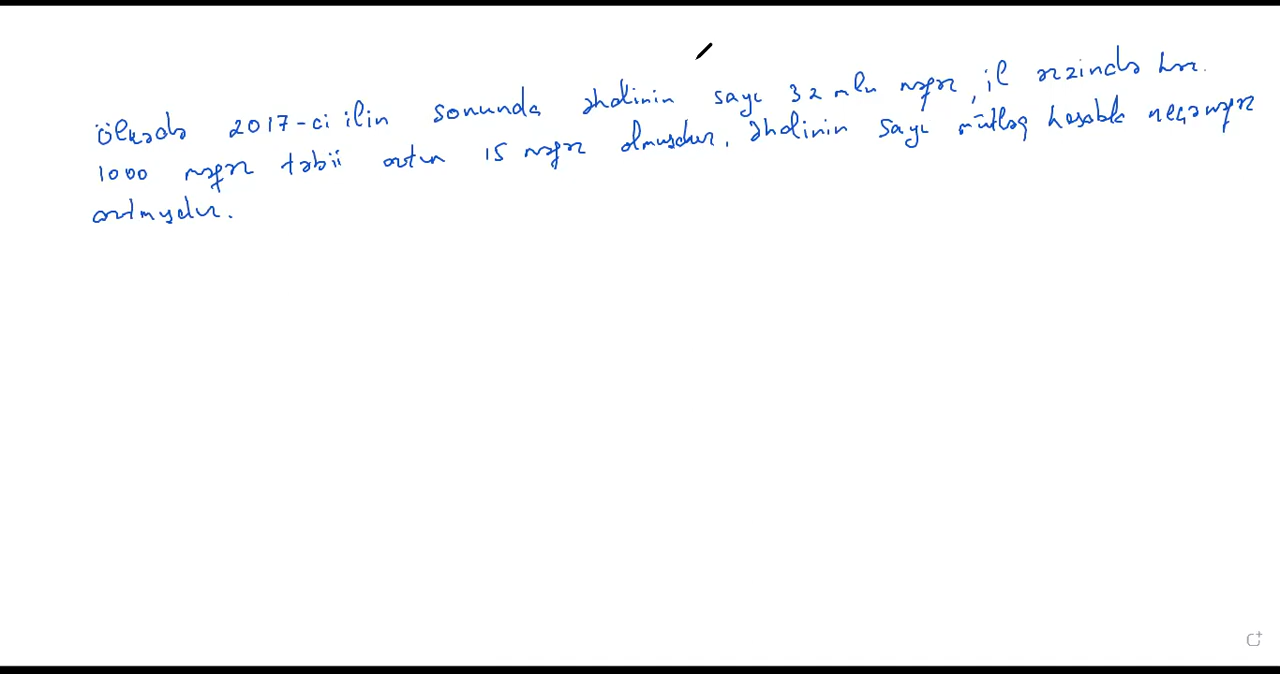 Ölkədə 2017-ci ilin sonunda əhalinin sayı 32 mln nəfər, il ərzində hər
1000 nəfər təbii artım 15 nəfər olmuşdur. Əhalinin sayı mütləq hesabla neçə nəfər
artmışdır.